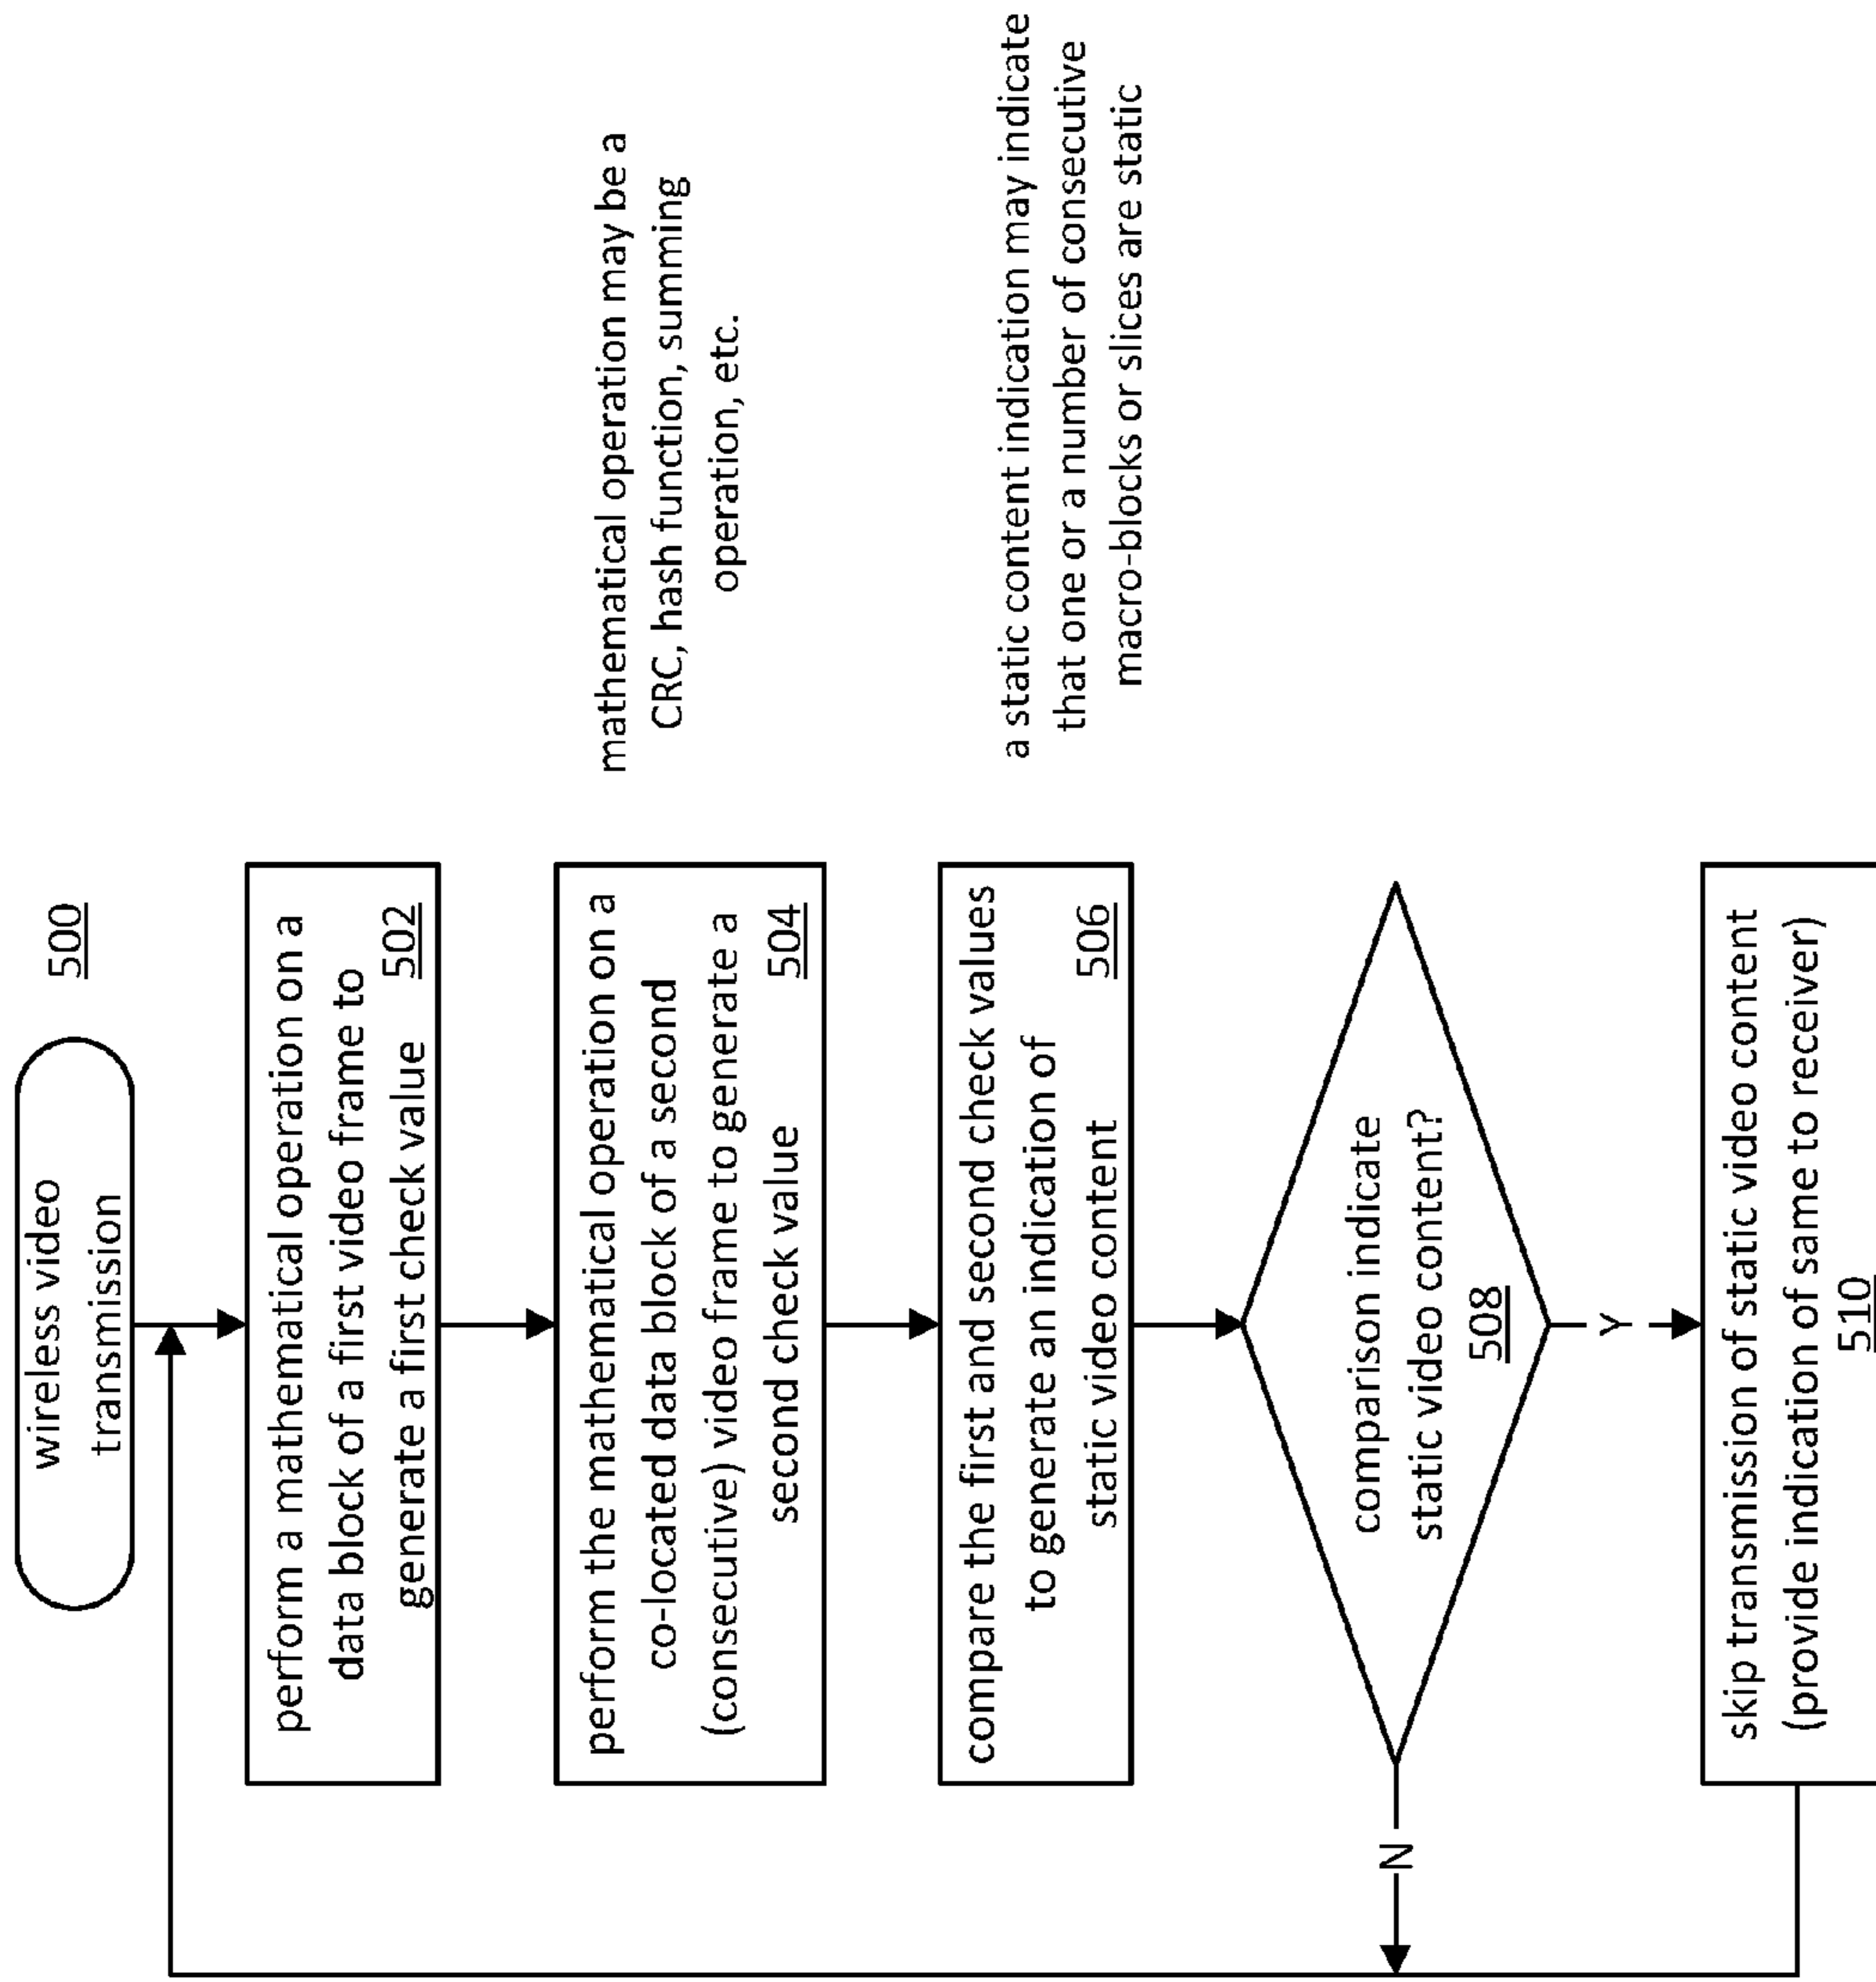 wireless video
transmission
500
perform a mathematical operation on a
data block of a first video frame to
generate a first check value
502
perform the mathematical operation on a
co-located data block of a second
(consecutive) video frame to generate a
second check value
504
mathematical operation may be a
CRC, hash function, summing
operation, etc.
compare the first and second check values
to generate an indication of
static video content
506
a static content indication may indicate
that one or a number of consecutive
macro-blocks or slices are static
comparison indicate
static video content?
508
N
Y
skip transmission of static video content
(provide indication of same to receiver)
510